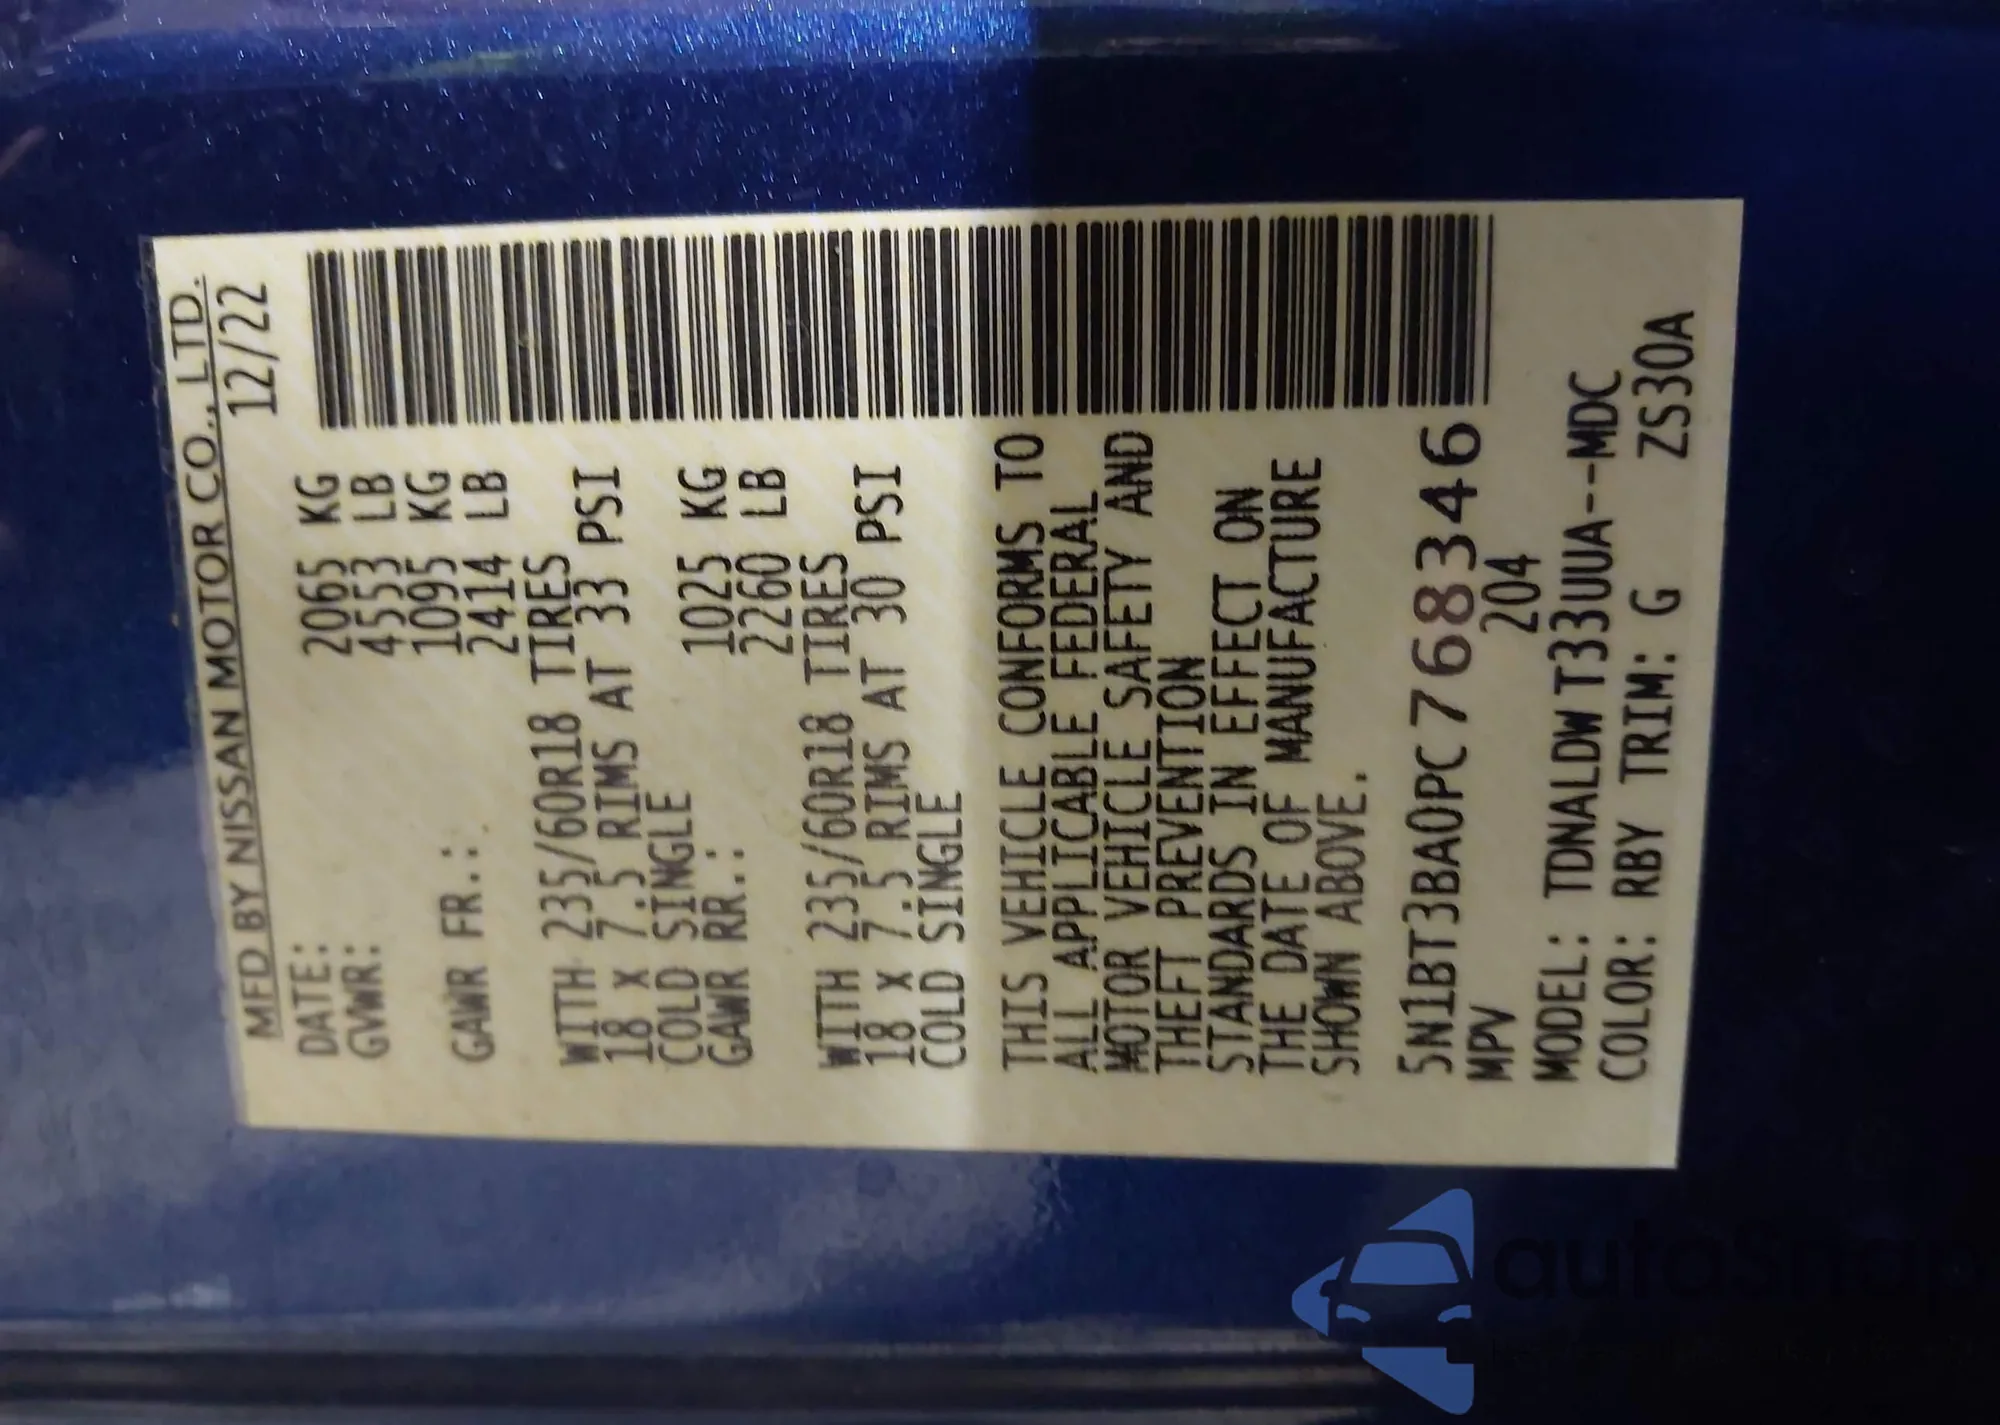 MFD BY NISSAN MOTOR CO., LTD.
DATE: 12/22
GVWR: 2065 KG
4553 LB
GAWR FR.: 1095 KG
2414 LB
WITH 235/60R18 TIRES
18 X 7.5 RIMS AT 33 PSI
COLD SINGLE
GAWR RR.: 1025 KG
2260 LB
WITH 235/60R18 TIRES
18 X 7.5 RIMS AT 30 PSI
COLD SINGLE
THIS VEHICLE CONFORMS TO
ALL APPLICABLE FEDERAL
MOTOR VEHICLE SAFETY AND
THEFT PREVENTION
STANDARDS IN EFFECT ON
THE DATE OF MANUFACTURE
SHOWN ABOVE.
5N1BT3BA0PC768346
MPV 204
MODEL: TDNALDW T33UUA--MDC
COLOR: RBY TRIM: G ZS30A
autoSnap